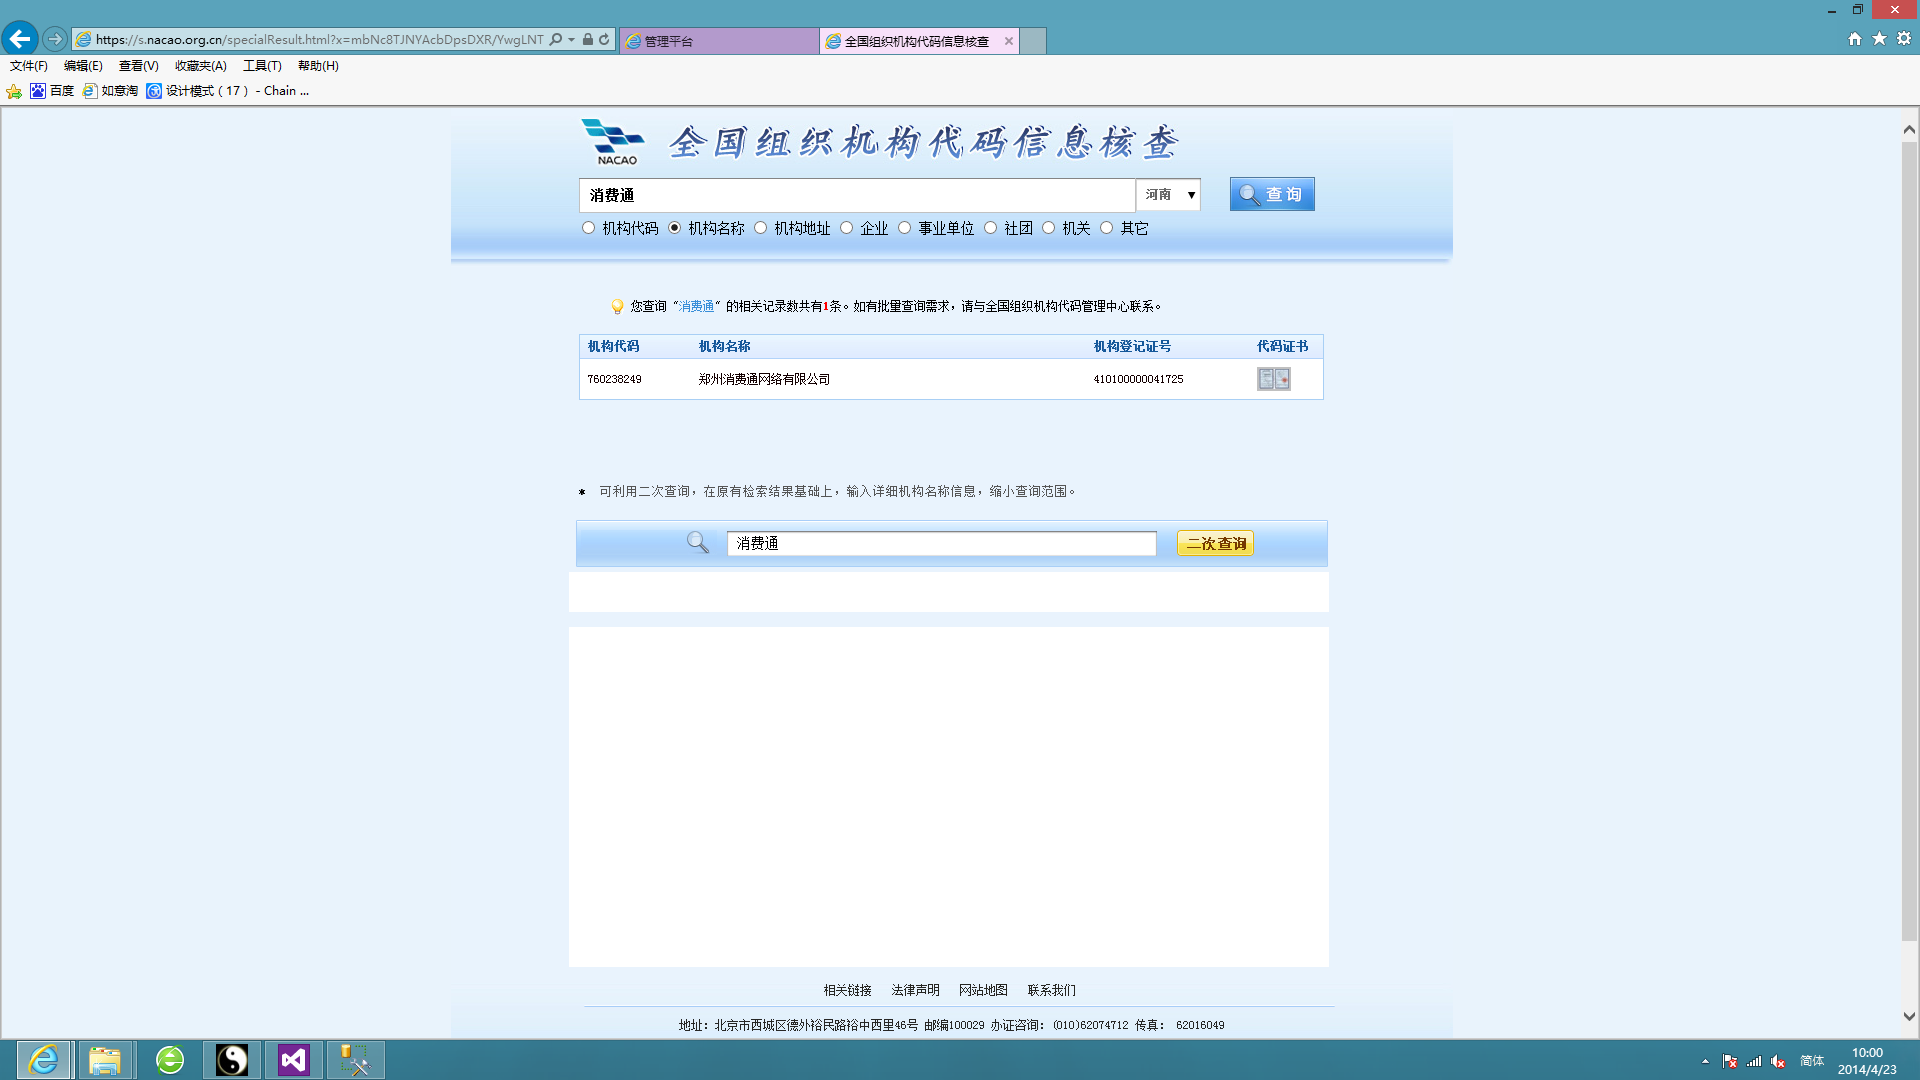 https://s.nacao.org.cn/specialResult.html?x=mbNc8TJNYAcbDpsDXR/YwgLNT
管理平台
全国组织机构代码信息核查
文件(F) 编辑(E) 查看(V) 收藏夹(A) 工具(T) 帮助(H)
百度 如意淘 设计模式（17）- Chain ...
NACAO
全国组织机构代码信息核查
消费通 河南 查询
机构代码 机构名称 机构地址 企业 事业单位 社团 机关 其它
您查询“消费通”的相关记录数共有1条。如有批量查询需求，请与全国组织机构代码管理中心联系。
机构代码 机构名称 机构登记证号 代码证书
760238249 郑州消费通网络有限公司 410100000041725
* 可利用二次查询，在原有检索结果基础上，输入详细机构名称信息，缩小查询范围。
消费通 二次查询
相关链接 法律声明 网站地图 联系我们
地址：北京市西城区德外裕民路裕中西里46号 邮编100029 办证咨询：(010)62074712 传真： 62016049
简体
10:00
2014/4/23